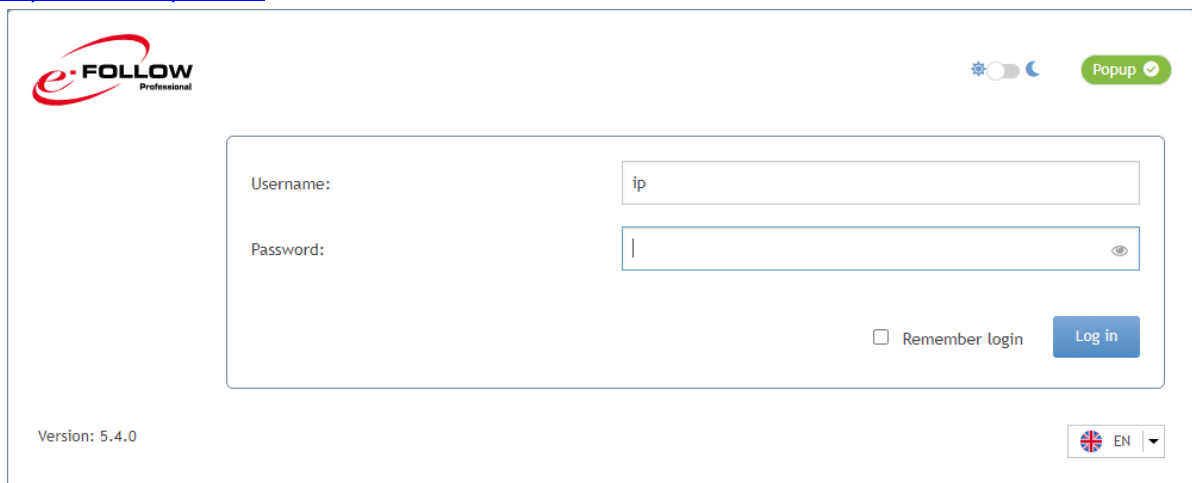 e-FOLLOW
Professional
Popup
Username:
ip
Password:
Remember login
Log in
Version: 5.4.0
EN